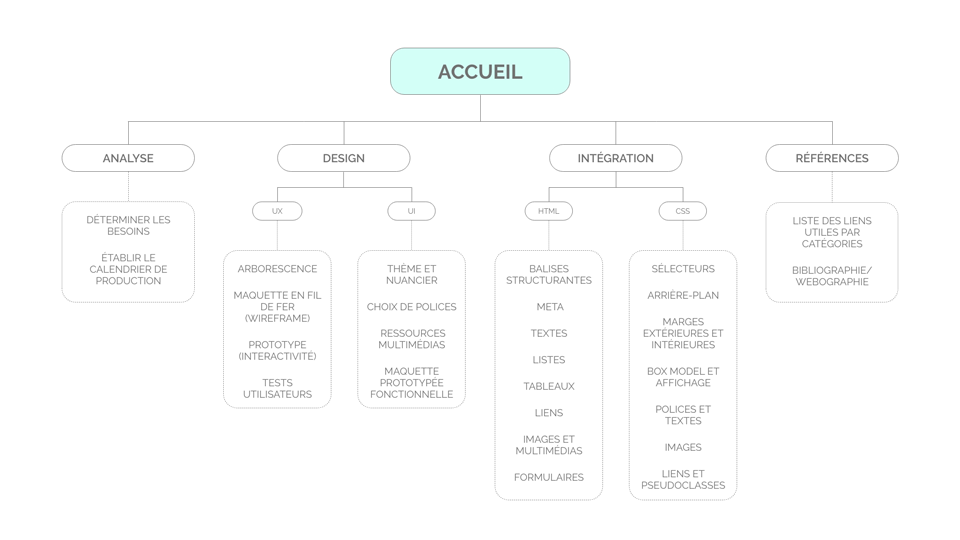 ACCUEIL
ANALYSE
DESIGN
INTÉGRATION
RÉFÉRENCES
DÉTERMINER LES
BESOINS
ÉTABLIR LE
CALENDRIER DE
PRODUCTION
UX
ARBORESCENCE
MAQUETTE EN FIL
DE FER
(WIREFRAME)
PROTOTYPE
(INTERACTIVITÉ)
TESTS
UTILISATEURS
UI
THÈME ET
NUANCIER
CHOIX DE POLICES
RESSOURCES
MULTIMÉDIAS
MAQUETTE
PROTOTYPÉE
FONCTIONNELLE
HTML
BALISES
STRUCTURANTES
META
TEXTES
LISTES
TABLEAUX
LIENS
IMAGES ET
MULTIMÉDIAS
FORMULAIRES
CSS
SÉLECTEURS
ARRIÈRE-PLAN
MARGES
EXTÉRIEURES ET
INTÉRIEURES
BOX MODEL ET
AFFICHAGE
POLICES ET
TEXTES
IMAGES
LIENS ET
PSEUDOCLASSES
LISTE DES LIENS
UTILES PAR
CATÉGORIES
BIBLIOGRAPHIE/
WEBOGRAPHIE